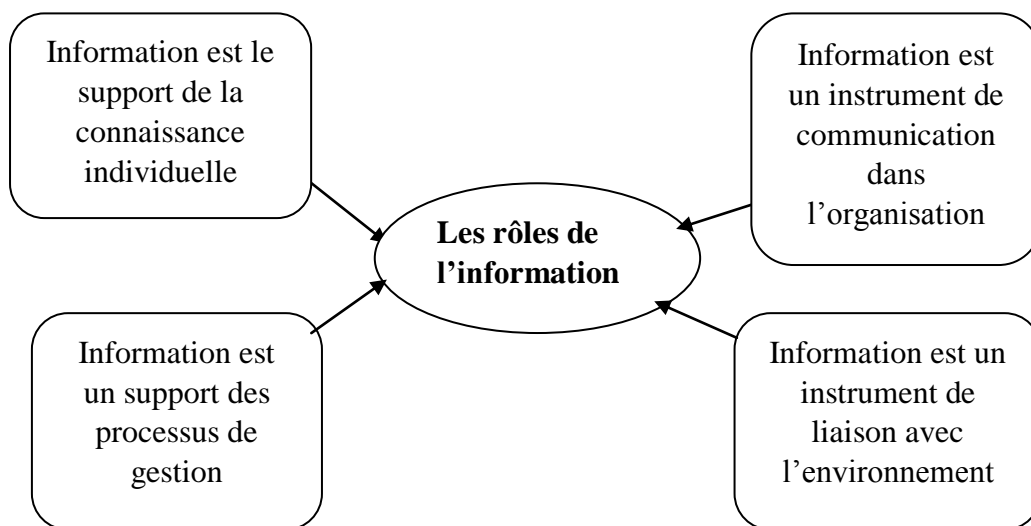 Information est le
support de la
connaissance
individuelle
Information est
un instrument de
communication
dans
l’organisation
Les rôles de
l’information
Information est
un support des
processus de
gestion
Information est un
instrument de
liaison avec
l’environnement